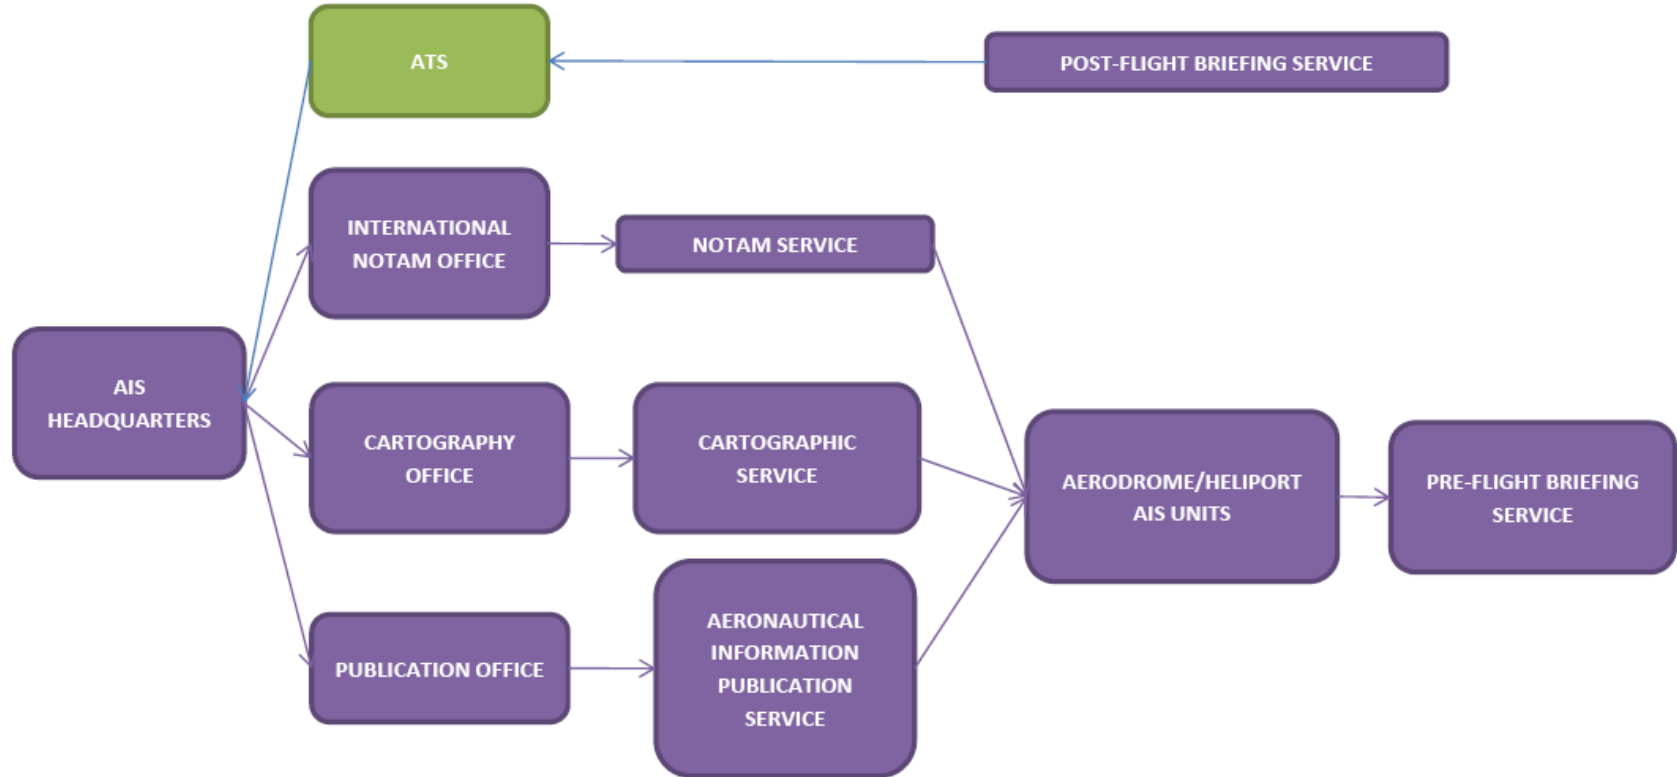 ATS
POST-FLIGHT BRIEFING SERVICE
INTERNATIONAL
NOTAM OFFICE
NOTAM SERVICE
AIS
HEADQUARTERS
CARTOGRAPHY
OFFICE
CARTOGRAPHIC
SERVICE
AERODROME/HELIPORT
AIS UNITS
PRE-FLIGHT BRIEFING
SERVICE
PUBLICATION OFFICE
AERONAUTICAL
INFORMATION
PUBLICATION
SERVICE